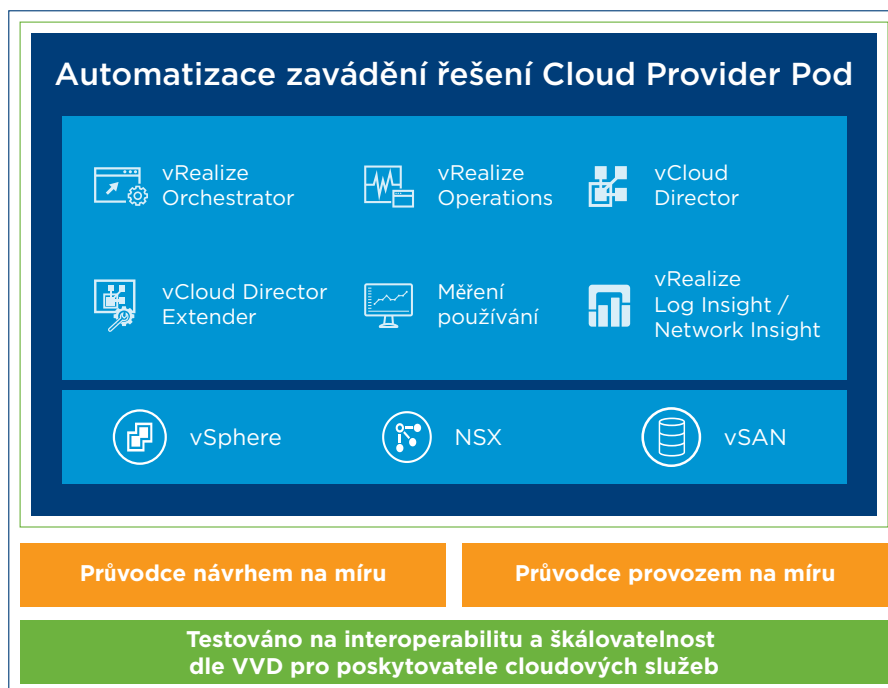 Automatizace zavádění řešení Cloud Provider Pod
vRealize
Orchestrator
vRealize
Operations
vCloud
Director
vCloud Director
Extender
Měření
používání
vRealize
Log Insight /
Network Insight
vSphere
NSX
vSAN
Průvodce návrhem na míru
Průvodce provozem na míru
Testováno na interoperabilitu a škálovatelnost
dle VVD pro poskytovatele cloudových služeb